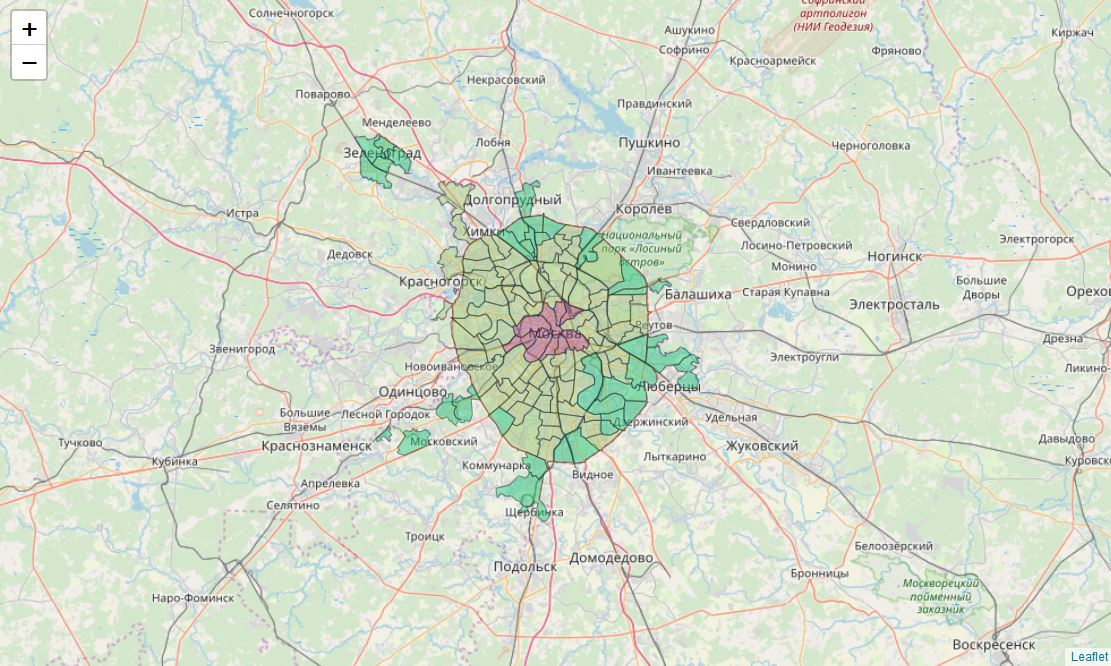 +
−
Солнечногорск
Софринский
артполигон
(НИИ Геодезия)
Ашукино
Киржач
Софрино
Фряново
Красноармейск
Некрасовский
Поварово
Правдинский
Менделеево
Лобня
Пушкино
Черноголовка
Зеленоград
Ивантеевка
Долгопрудный
Королёв
Истра
Свердловский
Химки
Национальный
парк «Лосиный
остров»
Лосино-Петровский
Электрогорск
Дедовск
Ногинск
Монино
Красногорск
Большие
Дворы
Балашиха
Старая Купавна
Электросталь
Орехо
Реутов
Москва
Дрезна
Звенигород
Электроугли
Новоивановское
Ликино-
Люберцы
Одинцово
Большие
Вязёмы
Лесной Городок
Удельная
Дзержинский
Тучково
Краснознаменск
Московский
Жуковский
Давыдово
Лыткарино
Кубинка
Коммунарка
Куровско
Видное
Апрелевка
Селятино
Щербинка
Троицк
Белоозёрский
Домодедово
Подольск
Бронницы
Москворецкий
пойменный
заказник
Наро-Фоминск
Воскресенск
Leaflet